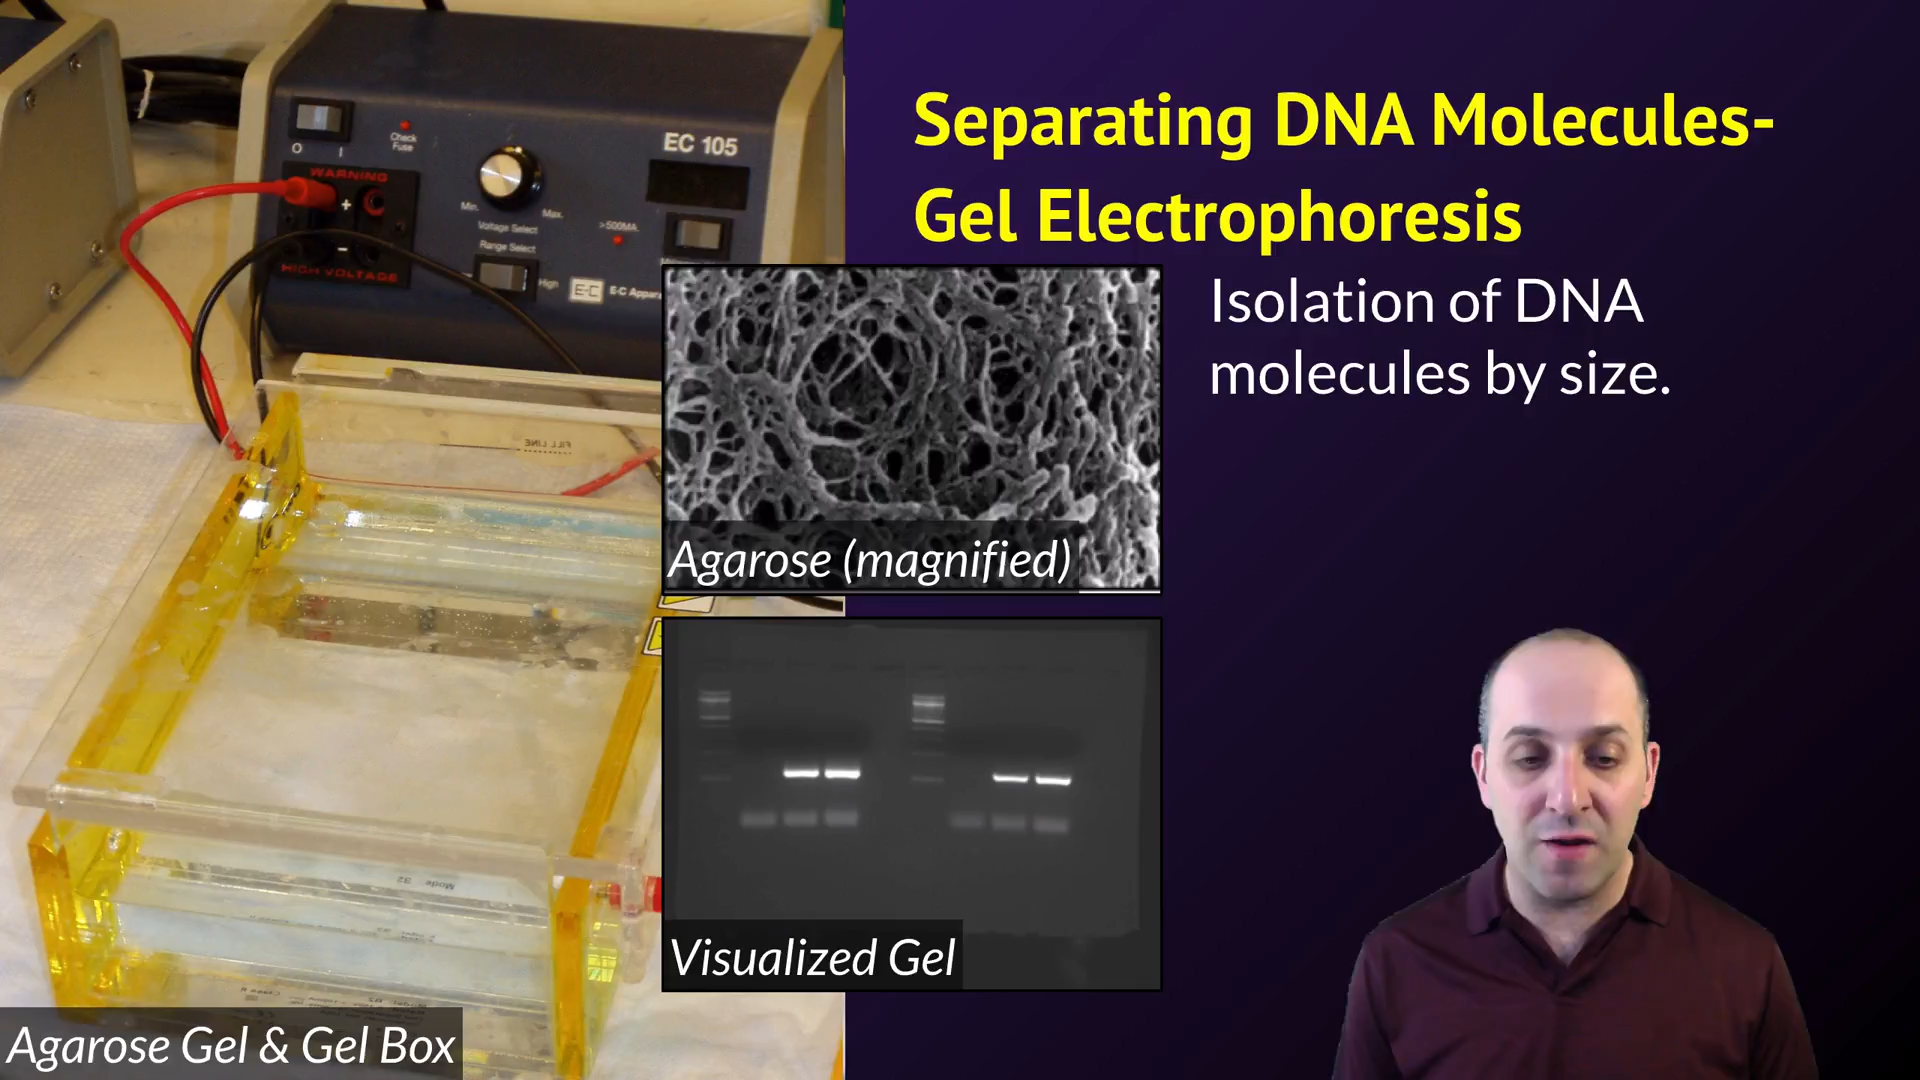 Separating DNA Molecules-
Gel Electrophoresis
Isolation of DNA
molecules by size.
O
I
Check
Fuse
EC 105
WARNING
+
-
HIGH VOLTAGE
Min.
Max.
Voltage Select
Range Select
High
>500MA
E-C
E-C
FILL LINE
Agarose (magnified)
Visualized Gel
Agarose Gel & Gel Box